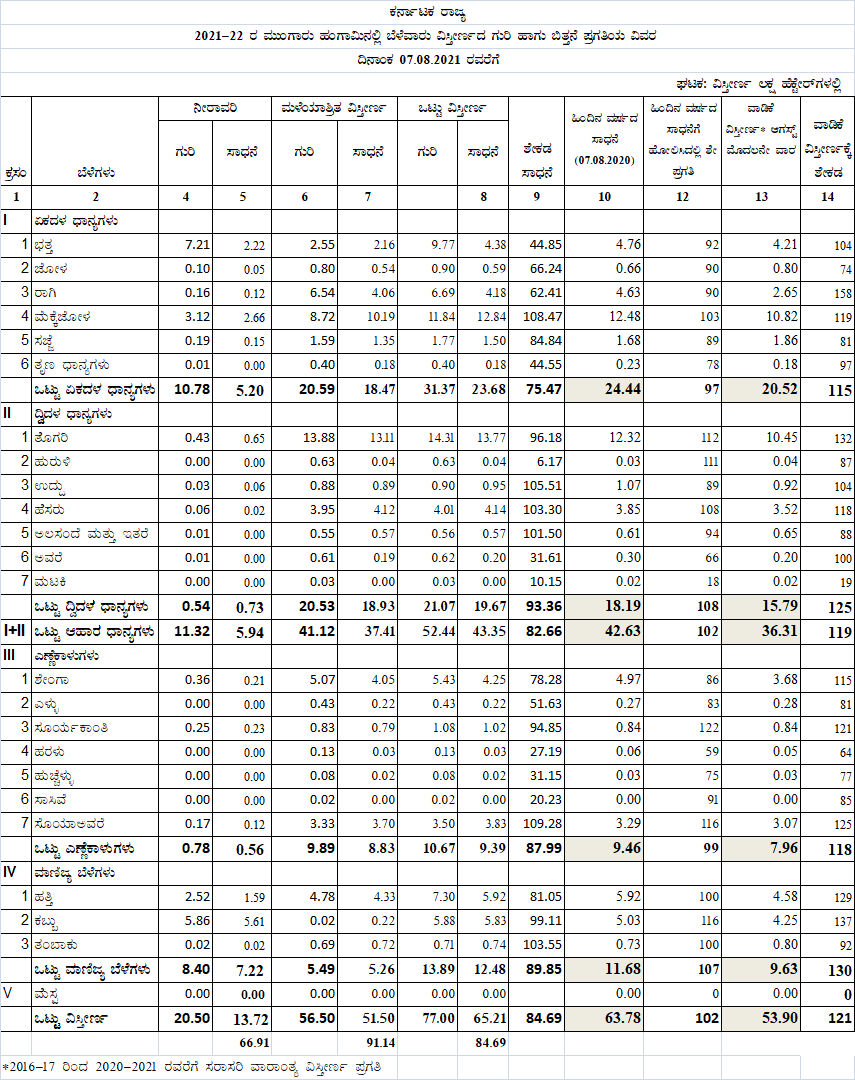 ಕರ್ನಾಟಕ ರಾಜ್ಯ
2021–22 ರ ಮುಂಗಾರು ಹಂಗಾಮಿನಲ್ಲಿ ಬೆಳೆವಾರು ವಿಸ್ತೀರ್ಣದ ಗುರಿ ಹಾಗು ಬಿತ್ತನೆ ಪ್ರಗತಿಯ ವಿವರ
ದಿನಾಂಕ 07.08.2021 ರವರೆಗೆ
ಘಟಕ: ವಿಸ್ತೀರ್ಣ ಲಕ್ಷ ಹೆಕ್ಟೇರ್‌ಗಳಲ್ಲಿ
ಕ್ರಸಂ ಬೆಳೆಗಳು ನೀರಾವರಿ ಮಳೆಯಾಶ್ರಿತ ವಿಸ್ತೀರ್ಣ ಒಟ್ಟು ವಿಸ್ತೀರ್ಣ ಶೇಕಡ ಸಾಧನೆ ಹಿಂದಿನ ವರ್ಷದ ಸಾಧನೆ (07.08.2020) ಹಿಂದಿನ ವರ್ಷದ ಸಾಧನೆಗೆ ಹೋಲಿಸಿದಲ್ಲಿ ಶೇ ಪ್ರಗತಿ ವಾಡಿಕೆ ವಿಸ್ತೀರ್ಣ* ಆಗಸ್ಟ್ ಮೊದಲನೇ ವಾರ ವಾಡಿಕೆ ವಿಸ್ತೀರ್ಣಕ್ಕೆ ಶೇಕಡ
ಗುರಿ ಸಾಧನೆ ಗುರಿ ಸಾಧನೆ ಗುರಿ ಸಾಧನೆ
1 2 4 5 6 7 8 9 10 12 13 14
I ಏಕದಳ ಧಾನ್ಯಗಳು
1 ಭತ್ತ 7.21 2.22 2.55 2.16 9.77 4.38 44.85 4.76 92 4.21 104
2 ಜೋಳ 0.10 0.05 0.80 0.54 0.90 0.59 66.24 0.66 90 0.80 74
3 ರಾಗಿ 0.16 0.12 6.54 4.06 6.69 4.18 62.41 4.63 90 2.65 158
4 ಮೆಕ್ಕೆಜೋಳ 3.12 2.66 8.72 10.19 11.84 12.84 108.47 12.48 103 10.82 119
5 ಸಜ್ಜೆ 0.19 0.15 1.59 1.35 1.77 1.50 84.84 1.68 89 1.86 81
6 ತೃಣ ಧಾನ್ಯಗಳು 0.01 0.00 0.40 0.18 0.40 0.18 44.55 0.23 78 0.18 97
ಒಟ್ಟು ಏಕದಳ ಧಾನ್ಯಗಳು 10.78 5.20 20.59 18.47 31.37 23.68 75.47 24.44 97 20.52 115
II ದ್ವಿದಳ ಧಾನ್ಯಗಳು
1 ತೊಗರಿ 0.43 0.65 13.88 13.11 14.31 13.77 96.18 12.32 112 10.45 132
2 ಹುರುಳಿ 0.00 0.00 0.63 0.04 0.63 0.04 6.17 0.03 111 0.04 87
3 ಉದ್ದು 0.03 0.06 0.88 0.89 0.90 0.95 105.51 1.07 89 0.92 104
4 ಹೆಸರು 0.06 0.02 3.95 4.12 4.01 4.14 103.30 3.85 108 3.52 118
5 ಅಲಸಂದೆ ಮತ್ತು ಇತರೆ 0.01 0.00 0.55 0.57 0.56 0.57 101.50 0.61 94 0.65 88
6 ಅವರೆ 0.01 0.00 0.61 0.19 0.62 0.20 31.61 0.30 66 0.20 100
7 ಮಟಕಿ 0.00 0.00 0.03 0.00 0.03 0.00 10.15 0.02 18 0.02 19
ಒಟ್ಟು ದ್ವಿದಳ ಧಾನ್ಯಗಳು 0.54 0.73 20.53 18.93 21.07 19.67 93.36 18.19 108 15.79 125
I+II ಒಟ್ಟು ಆಹಾರ ಧಾನ್ಯಗಳು 11.32 5.94 41.12 37.41 52.44 43.35 82.66 42.63 102 36.31 119
III ಎಣ್ಣೆಕಾಳುಗಳು
1 ಶೇಂಗಾ 0.36 0.21 5.07 4.05 5.43 4.25 78.28 4.97 86 3.68 115
2 ಎಳ್ಳು 0.00 0.00 0.43 0.22 0.43 0.22 51.63 0.27 83 0.28 81
3 ಸೂರ್ಯಕಾಂತಿ 0.25 0.23 0.83 0.79 1.08 1.02 94.85 0.84 122 0.84 121
4 ಹರಳು 0.00 0.00 0.13 0.03 0.13 0.03 27.19 0.06 59 0.05 64
5 ಹುಚ್ಚೆಳ್ಳು 0.00 0.00 0.08 0.02 0.08 0.02 31.15 0.03 75 0.03 77
6 ಸಾಸಿವೆ 0.00 0.00 0.02 0.00 0.02 0.00 20.23 0.00 91 0.00 85
7 ಸೊಯಾಅವರೆ 0.17 0.12 3.33 3.70 3.50 3.83 109.28 3.29 116 3.07 125
ಒಟ್ಟು ಎಣ್ಣೆಕಾಳುಗಳು 0.78 0.56 9.89 8.83 10.67 9.39 87.99 9.46 99 7.96 118
IV ವಾಣಿಜ್ಯ ಬೆಳೆಗಳು
1 ಹತ್ತಿ 2.52 1.59 4.78 4.33 7.30 5.92 81.05 5.92 100 4.58 129
2 ಕಬ್ಬು 5.86 5.61 0.02 0.22 5.88 5.83 99.11 5.03 116 4.25 137
3 ತಂಬಾಕು 0.02 0.02 0.69 0.72 0.71 0.74 103.55 0.73 100 0.80 92
ಒಟ್ಟು ವಾಣಿಜ್ಯ ಬೆಳೆಗಳು 8.40 7.22 5.49 5.26 13.89 12.48 89.85 11.68 107 9.63 130
V ಮೆಸ್ಟ 0.00 0.00 0.00 0.00 0.00 0.00 0.00 0 0.00 0
ಒಟ್ಟು ವಿಸ್ತೀರ್ಣ 20.50 13.72 56.50 51.50 77.00 65.21 84.69 63.78 102 53.90 121
66.91 91.14 84.69
*2016–17 ರಿಂದ 2020–2021 ರವರೆಗೆ ಸರಾಸರಿ ವಾರಾಂತ್ಯ ವಿಸ್ತೀರ್ಣ ಪ್ರಗತಿ